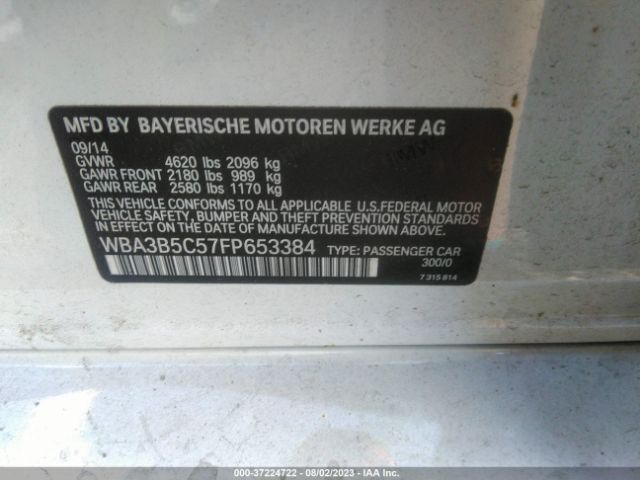 MFD BY BAYERISCHE MOTOREN WERKE AG
09/14
GVWR 4620 lbs 2096 kg
GAWR FRONT 2180 lbs 989 kg
GAWR REAR 2580 lbs 1170 kg
THIS VEHICLE CONFORMS TO ALL APPLICABLE U.S.FEDERAL MOTOR
VEHICLE SAFETY, BUMPER AND THEFT PREVENTION STANDARDS IN
EFFECT ON THE DATE OF MANUFACTURE SHOWN ABOVE.
WBA3B5C57FP653384 TYPE: PASSENGER CAR
300/0
7 315 814
000-37224722 - 08/02/2023 - IAA Inc.